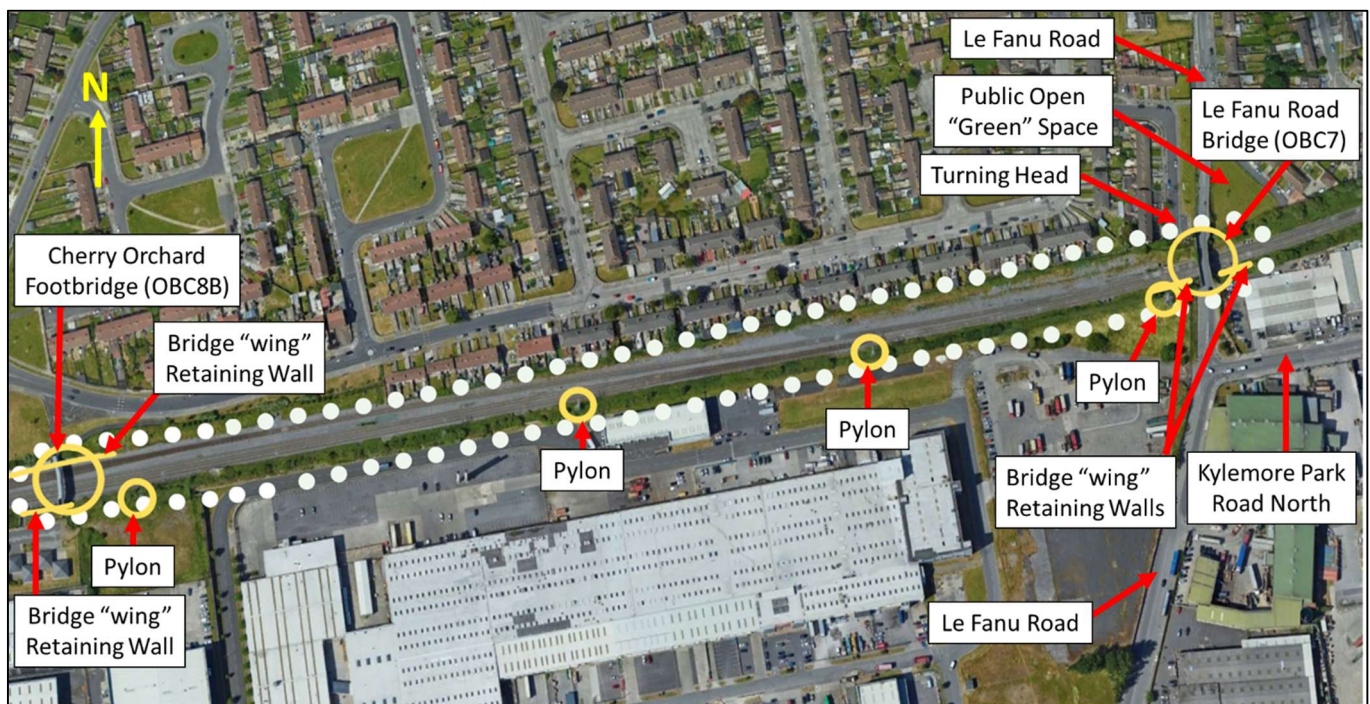 N
Le Fanu Road
Public Open
"Green" Space
Le Fanu Road
Bridge (OBC7)
Turning Head
Cherry Orchard
Footbridge (OBC8B)
Bridge "wing"
Retaining Wall
Pylon
Pylon
Pylon
Bridge "wing"
Retaining Walls
Kylemore Park
Road North
Pylon
Bridge "wing"
Retaining Wall
Le Fanu Road